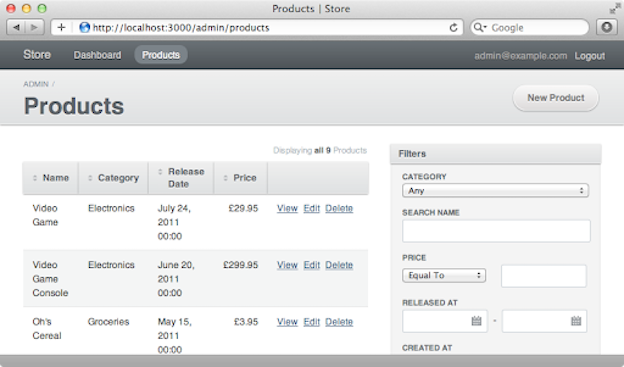 Products | Store
http://localhost:3000/admin/products
Google
Store Dashboard Products admin@example.com Logout
ADMIN /
Products
New Product
Displaying all 9 Products
Name Category Release Date Price
Video Game Electronics July 24, 2011 00:00 £29.95 View Edit Delete
Video Game Console Electronics June 20, 2011 00:00 £299.95 View Edit Delete
Oh's Cereal Groceries May 15, 2011 00:00 £3.95 View Edit Delete
Filters
CATEGORY
Any
SEARCH NAME
PRICE
Equal To
RELEASED AT
-
CREATED AT